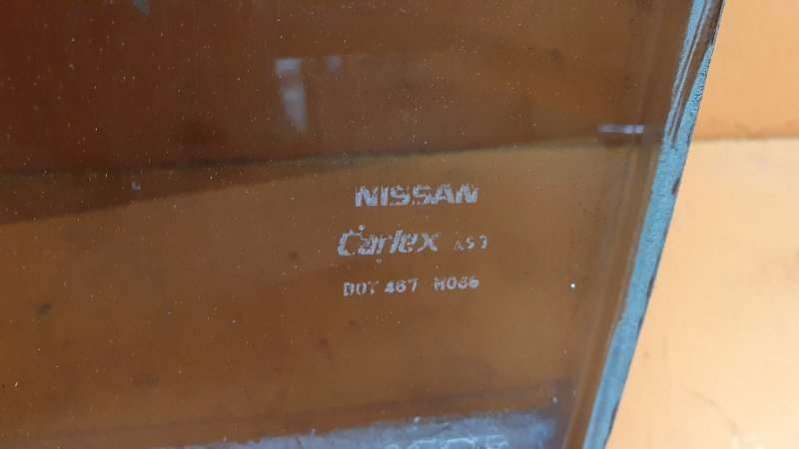 NISSAN
Carlex AS3
DOT 467 M066